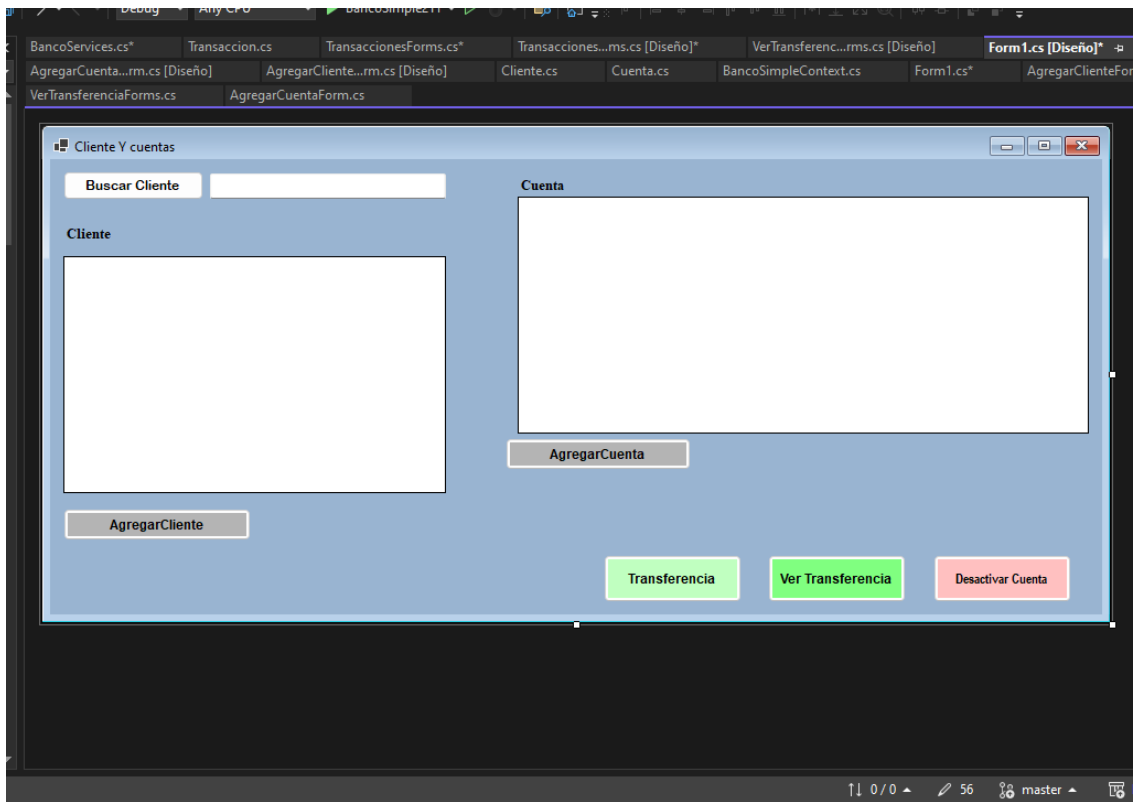 Debug Any CPU BancoSimple211
BancoServices.cs* Transaccion.cs TransaccionesForms.cs* Transacciones...ms.cs [Diseño]* VerTransferenc...rms.cs [Diseño] Form1.cs [Diseño]*
AgregarCuenta...rm.cs [Diseño] AgregarCliente...rm.cs [Diseño] Cliente.cs Cuenta.cs BancoSimpleContext.cs Form1.cs* AgregarClienteFor
VerTransferenciaForms.cs AgregarCuentaForm.cs
Cliente Y cuentas
Buscar Cliente
Cuenta
Cliente
AgregarCuenta
AgregarCliente
Transferencia Ver Transferencia Desactivar Cuenta
0 / 0 56 master